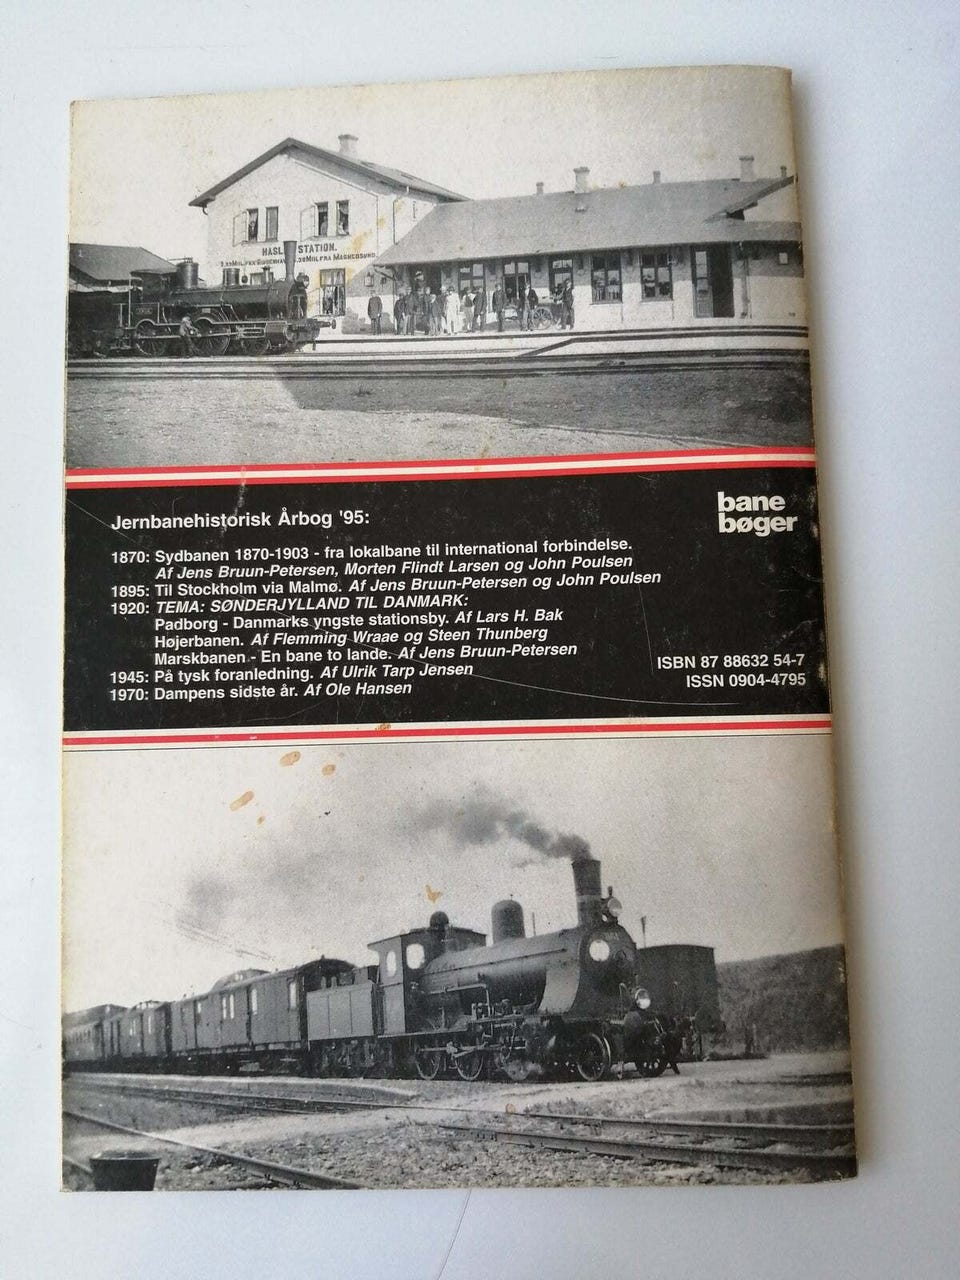 STATION.
bane
bøger
Jernbanehistorisk Årbog '95:
1870: Sydbanen 1870-1903 - fra lokalbane til international forbindelse.
Af Jens Bruun-Petersen, Morten Flindt Larsen og John Poulsen
1895: Til Stockholm via Malmø. Af Jens Bruun-Petersen og John Poulsen
1920: TEMA: SØNDERJYLLAND TIL DANMARK:
Padborg - Danmarks yngste stationsby. Af Lars H. Bak
Højerbanen. Af Flemming Wraae og Steen Thunberg
Marskbanen - En bane to lande. Af Jens Bruun-Petersen
1945: På tysk foranledning. Af Ulrik Tarp Jensen
1970: Dampens sidste år. Af Ole Hansen
ISBN 87 88632 54-7
ISSN 0904-4795